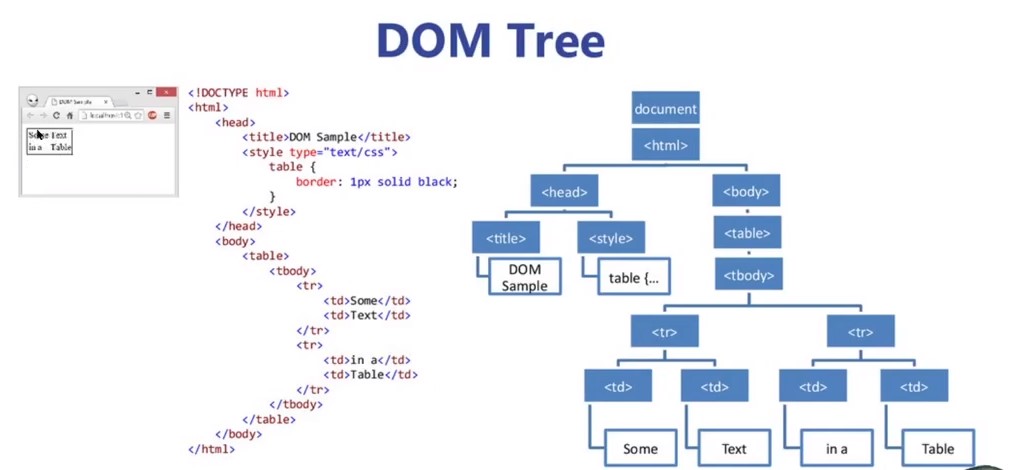 DOM Tree
DOM Sample
localhost:1
Some Text
in a Table
<!DOCTYPE html>
<html>
<head>
<title>DOM Sample</title>
<style type="text/css">
table {
border: 1px solid black;
}
</style>
</head>
<body>
<table>
<tbody>
<tr>
<td>Some</td>
<td>Text</td>
</tr>
<tr>
<td>in a</td>
<td>Table</td>
</tr>
</tbody>
</table>
</body>
</html>
document
<html>
<head>
<body>
<title>
<style>
<table>
DOM
Sample
table {...
<tbody>
<tr>
<tr>
<td>
<td>
<td>
<td>
Some
Text
in a
Table